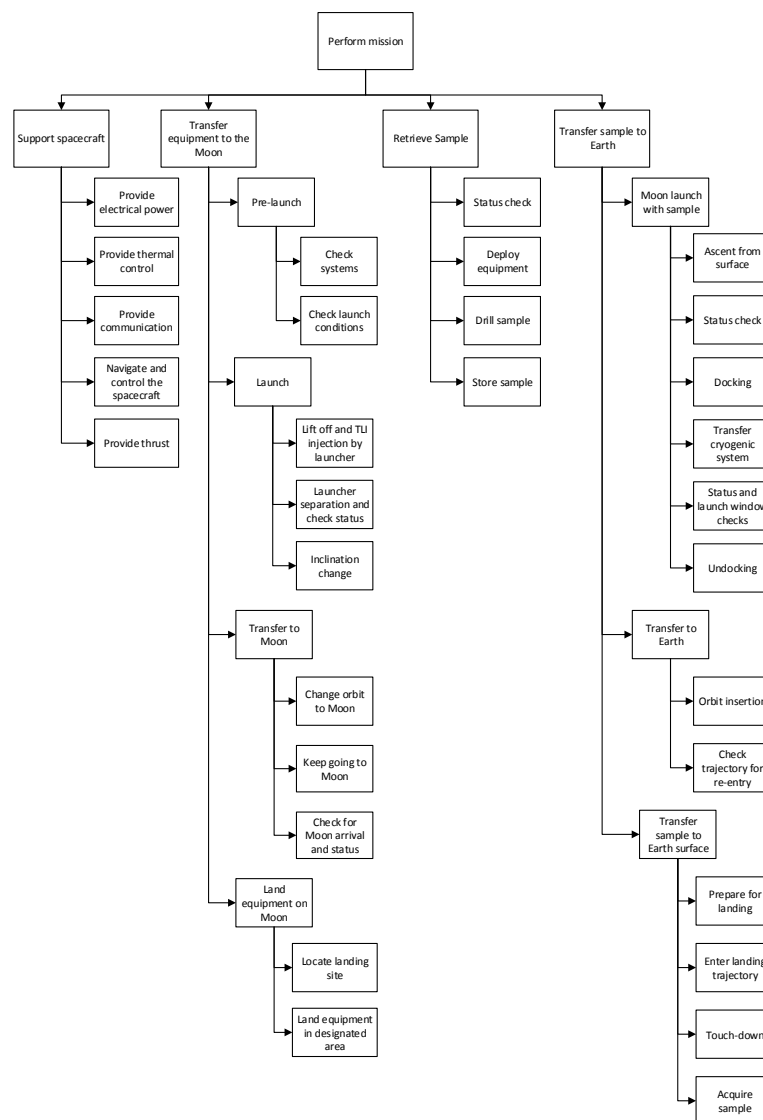 Perform mission
Support spacecraft
Transfer
equipment to the
Moon
Retrieve Sample
Transfer sample to
Earth
Provide
electrical power
Provide thermal
control
Provide
communication
Navigate and
control the
spacecraft
Provide thrust
Pre-launch
Check
systems
Check launch
conditions
Launch
Lift off and TLI
injection by
launcher
Launcher
separation and
check status
Inclination
change
Transfer to
Moon
Change orbit
to Moon
Keep going to
Moon
Check for
Moon arrival
and status
Land
equipment on
Moon
Locate landing
site
Land equipment
in designated
area
Status check
Deploy
equipment
Drill sample
Store sample
Moon launch
with sample
Ascent from
surface
Status check
Docking
Transfer
cryogenic
system
Status and
launch window
checks
Undocking
Transfer to
Earth
Orbit insertion
Check
trajectory for
re-entry
Transfer
sample to
Earth surface
Prepare for
landing
Enter landing
trajectory
Touch-down
Acquire
sample